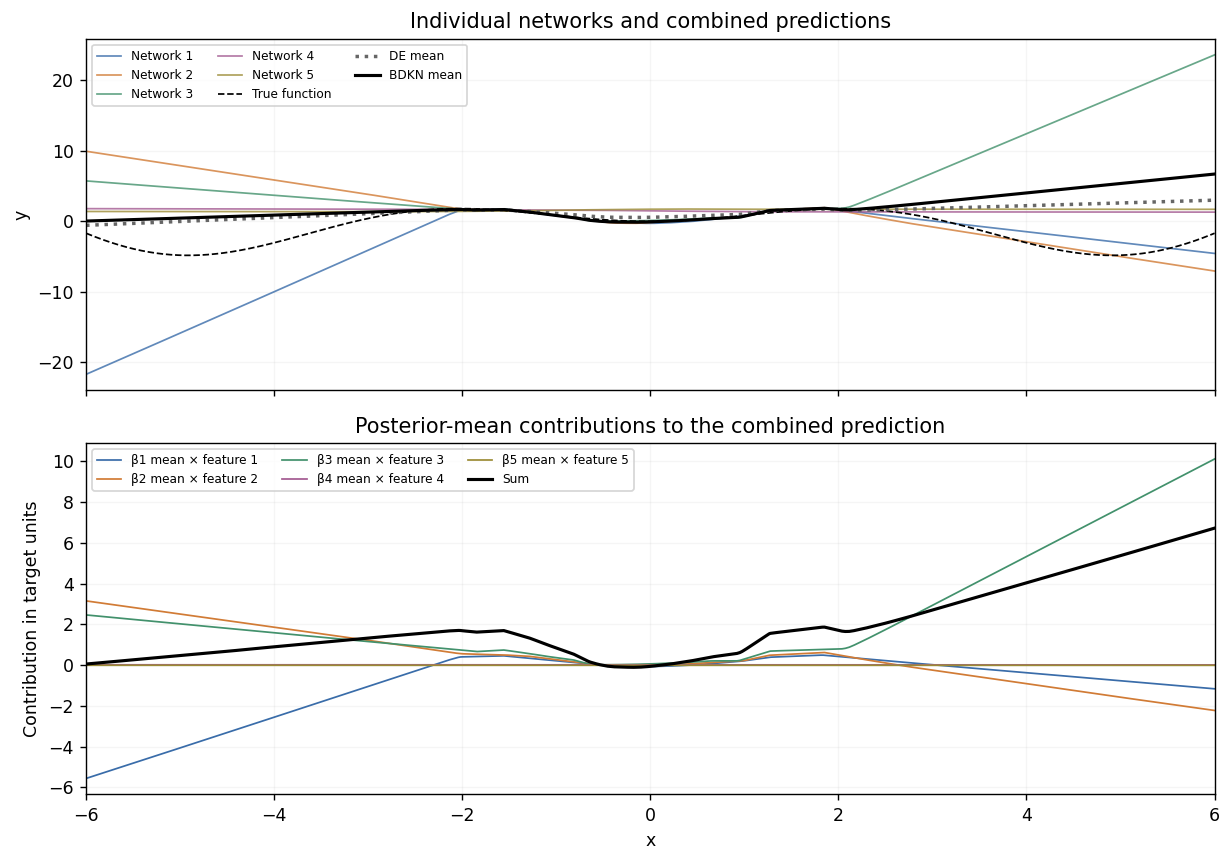 Individual networks and combined predictions
Network 1
Network 2
Network 3
Network 4
Network 5
True function
DE mean
BDKN mean
20
10
0
−10
−20
y
Posterior-mean contributions to the combined prediction
β1 mean × feature 1
β2 mean × feature 2
β3 mean × feature 3
β4 mean × feature 4
β5 mean × feature 5
Sum
10
8
6
4
2
0
−2
−4
−6
Contribution in target units
−6
−4
−2
0
2
4
6
x